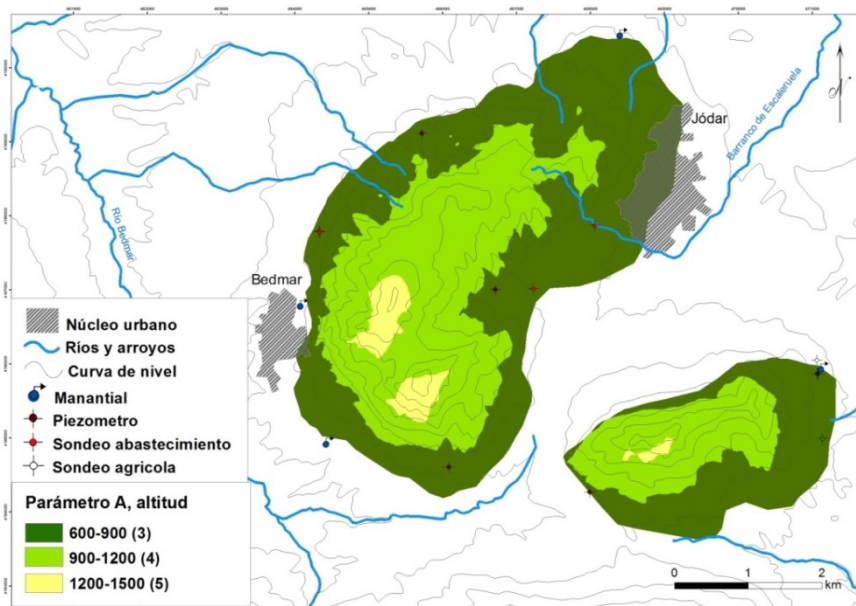 Jódar
Barranco de Escaleruela
N
Río Bedmar
Bedmar
Núcleo urbano
Ríos y arroyos
Curva de nivel
Manantial
Piezometro
Sondeo abastecimiento
Sondeo agricola
Parámetro A, altitud
600-900 (3)
900-1200 (4)
1200-1500 (5)
0 1 2
km